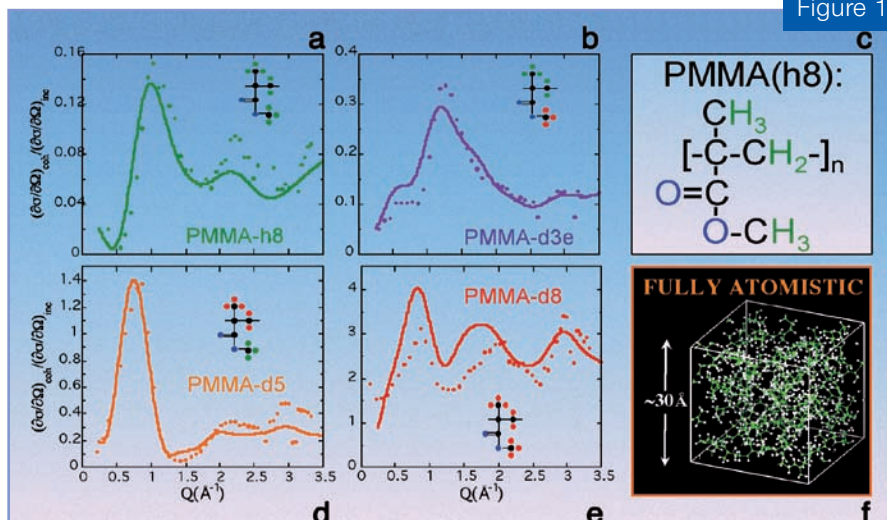 Figure 1
a
b
c
0.16
0.12
0.08
0.04
0
(∂σ/∂Ω)coh/(∂σ/∂Ω)inc
PMMA-h8
0.4
0.3
0.2
0.1
0
PMMA-d3e
PMMA(h8):
CH3
[-C-CH2-]n
O=C
O-CH3
1.4
1.2
1
0.8
0.6
0.4
0.2
0
(∂σ/∂Ω)coh/(∂σ/∂Ω)inc
PMMA-d5
0 0.5 1 1.5 2 2.5 3 3.5
Q(Å-1)
4
3
2
1
0
PMMA-d8
0.5 1 1.5 2 2.5 3 3.5
Q(Å-1)
FULLY ATOMISTIC
~30Å
d
e
f